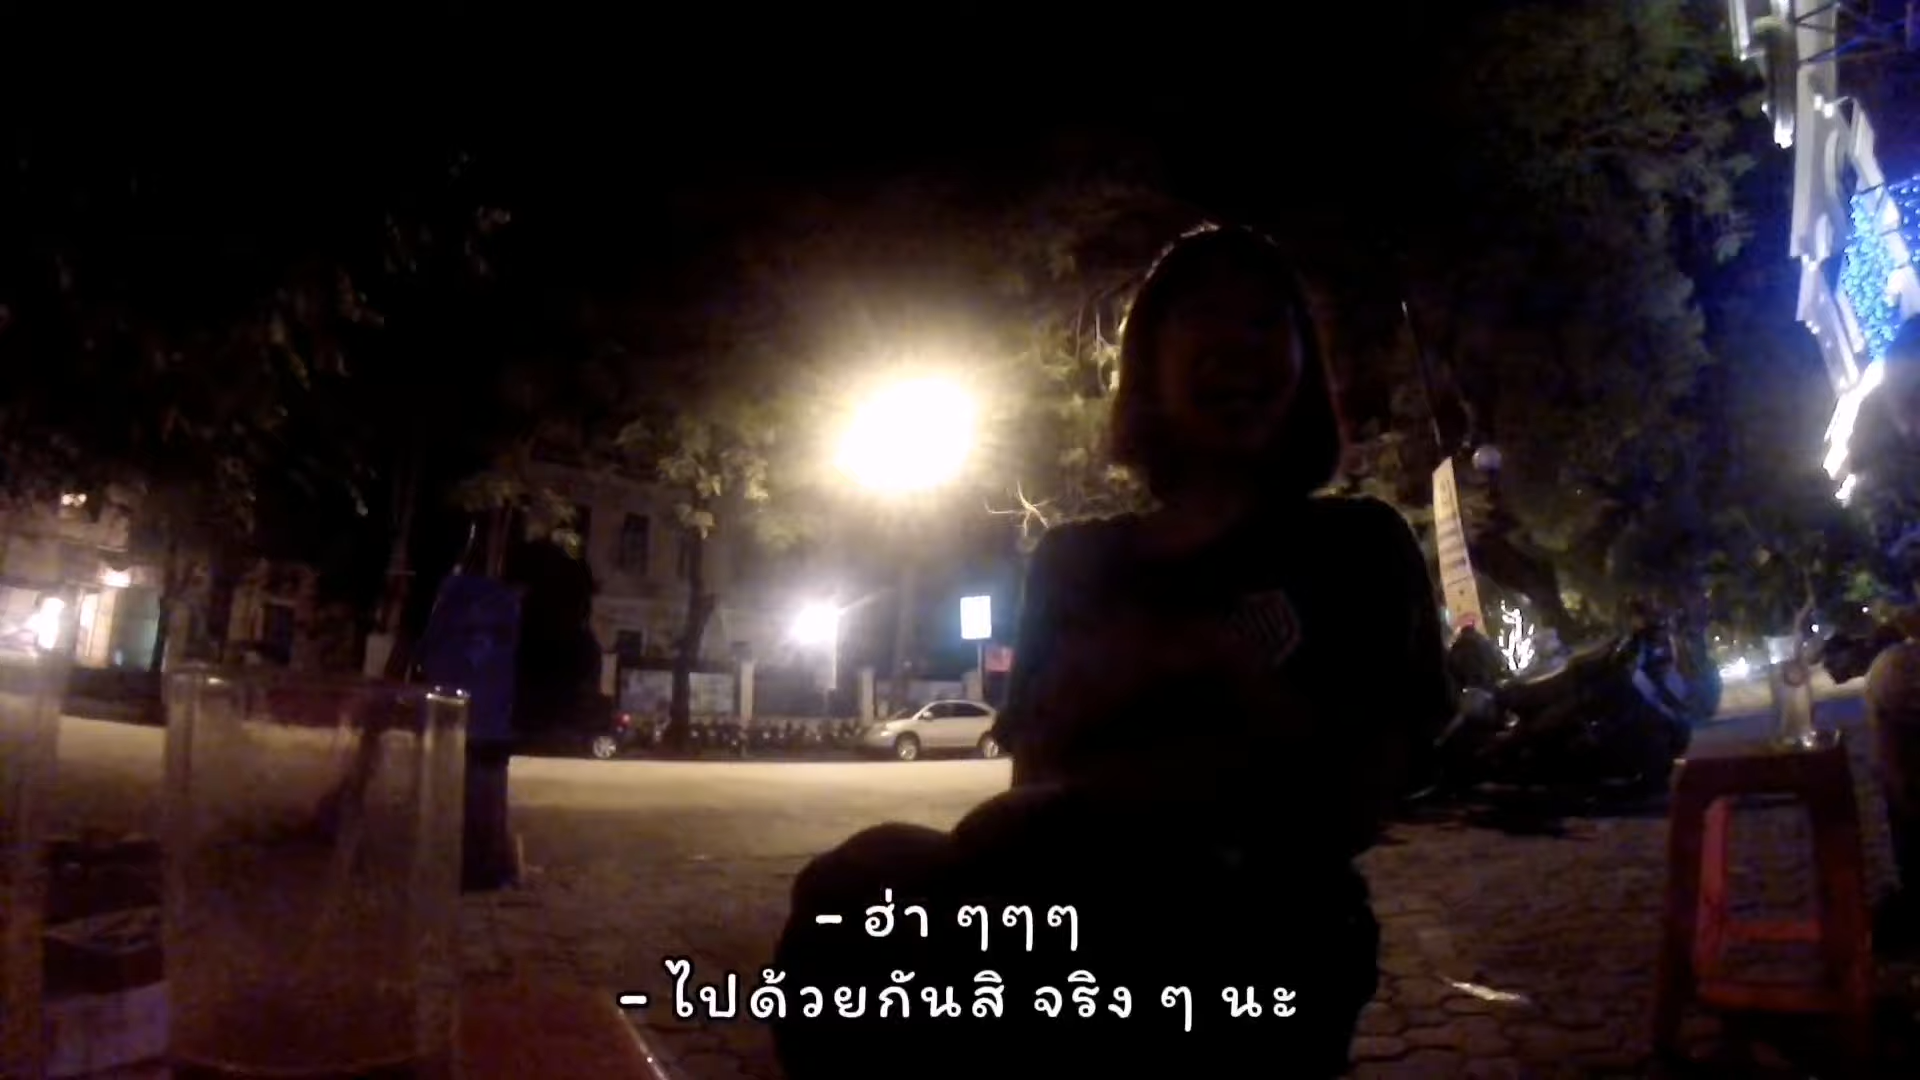 - ฮ่า ๆๆๆ
- ไปด้วยกันสิ จริง ๆ นะ